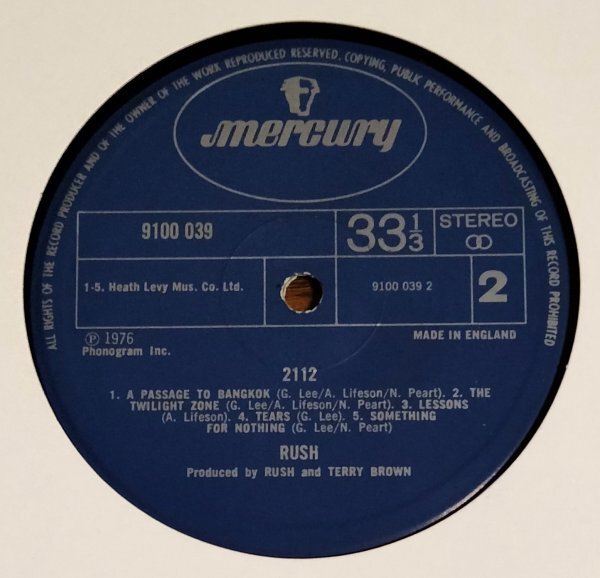 ALL RIGHTS OF THE RECORD PRODUCER AND OF THE OWNER OF THE WORK REPRODUCED RESERVED. COPYING, PUBLIC PERFORMANCE AND BROADCASTING OF THIS RECORD PROHIBITED
mercury
9100 039
33 1/3
STEREO
1-5. Heath Levy Mus. Co. Ltd.
9100 039 2
2
Ⓟ 1976
Phonogram Inc.
MADE IN ENGLAND
2112
1. A PASSAGE TO BANGKOK (G. Lee/A. Lifeson/N. Peart). 2. THE
TWILIGHT ZONE (G. Lee/A. Lifeson/N. Peart). 3. LESSONS
(A. Lifeson). 4. TEARS (G. Lee). 5. SOMETHING
FOR NOTHING (G. Lee/N. Peart)
RUSH
Produced by RUSH and TERRY BROWN